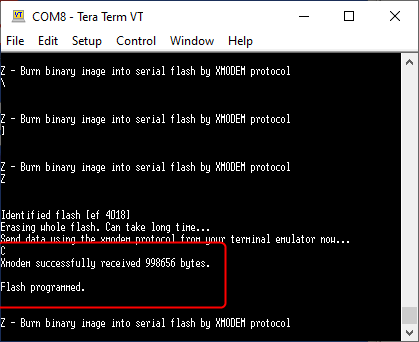 COM8 - Tera Term VT
File Edit Setup Control Window Help
Z - Burn binary image into serial flash by XMODEM protocol
\
Z - Burn binary image into serial flash by XMODEM protocol
]
Z - Burn binary image into serial flash by XMODEM protocol
Z
Identified flash [ef 4018]
Erasing whole flash. Can take long time...
Send data using the xmodem protocol from your terminal emulator now...
C
Xmodem successfully received 998656 bytes.
Flash programmed.
Z - Burn binary image into serial flash by XMODEM protocol